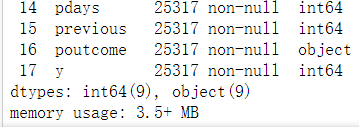 14 pdays 25317 non-null int64
15 previous 25317 non-null int64
16 poutcome 25317 non-null object
17 y 25317 non-null int64
dtypes: int64(9), object(9)
memory usage: 3.5+ MB